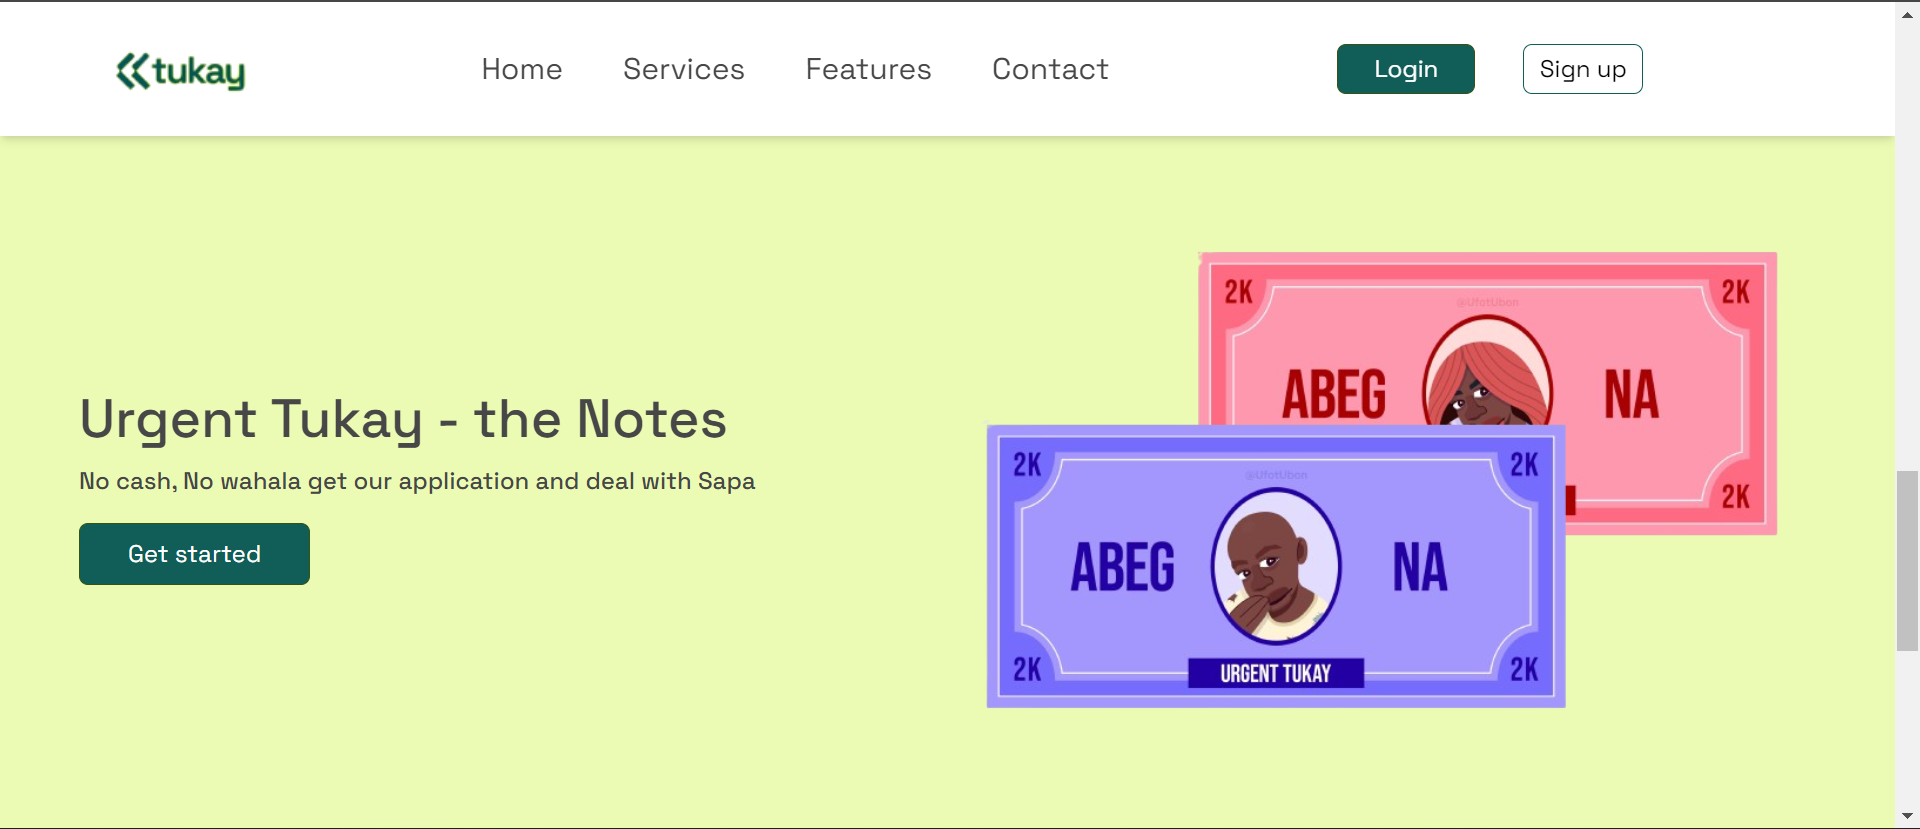 tukay
Home Services Features Contact
Login
Sign up
Urgent Tukay - the Notes
No cash, No wahala get our application and deal with Sapa
Get started
2K 2K
@UfotUbon
ABEG NA
2K
2K 2K
@UfotUbon
ABEG NA
2K 2K
URGENT TUKAY